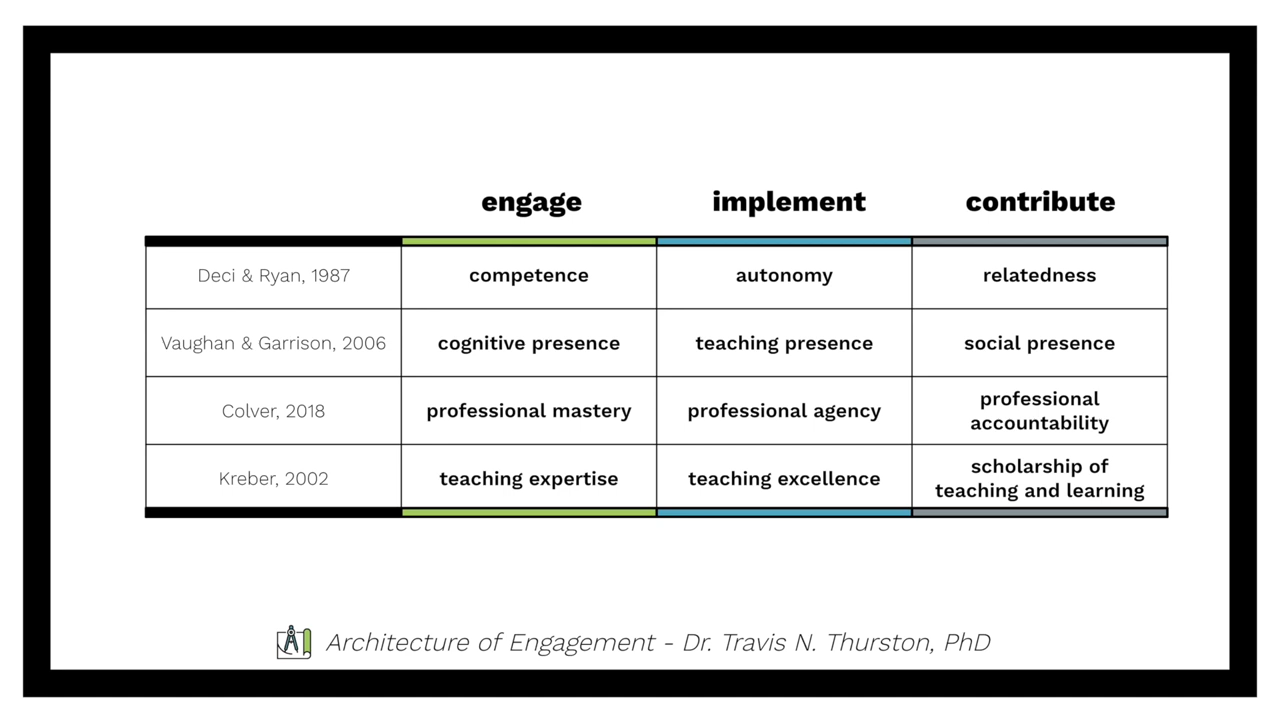 engage implement contribute
Deci & Ryan, 1987 competence autonomy relatedness
Vaughan & Garrison, 2006 cognitive presence teaching presence social presence
Colver, 2018 professional mastery professional agency professional
accountability
Kreber, 2002 teaching expertise teaching excellence scholarship of
teaching and learning
Architecture of Engagement - Dr. Travis N. Thurston, PhD